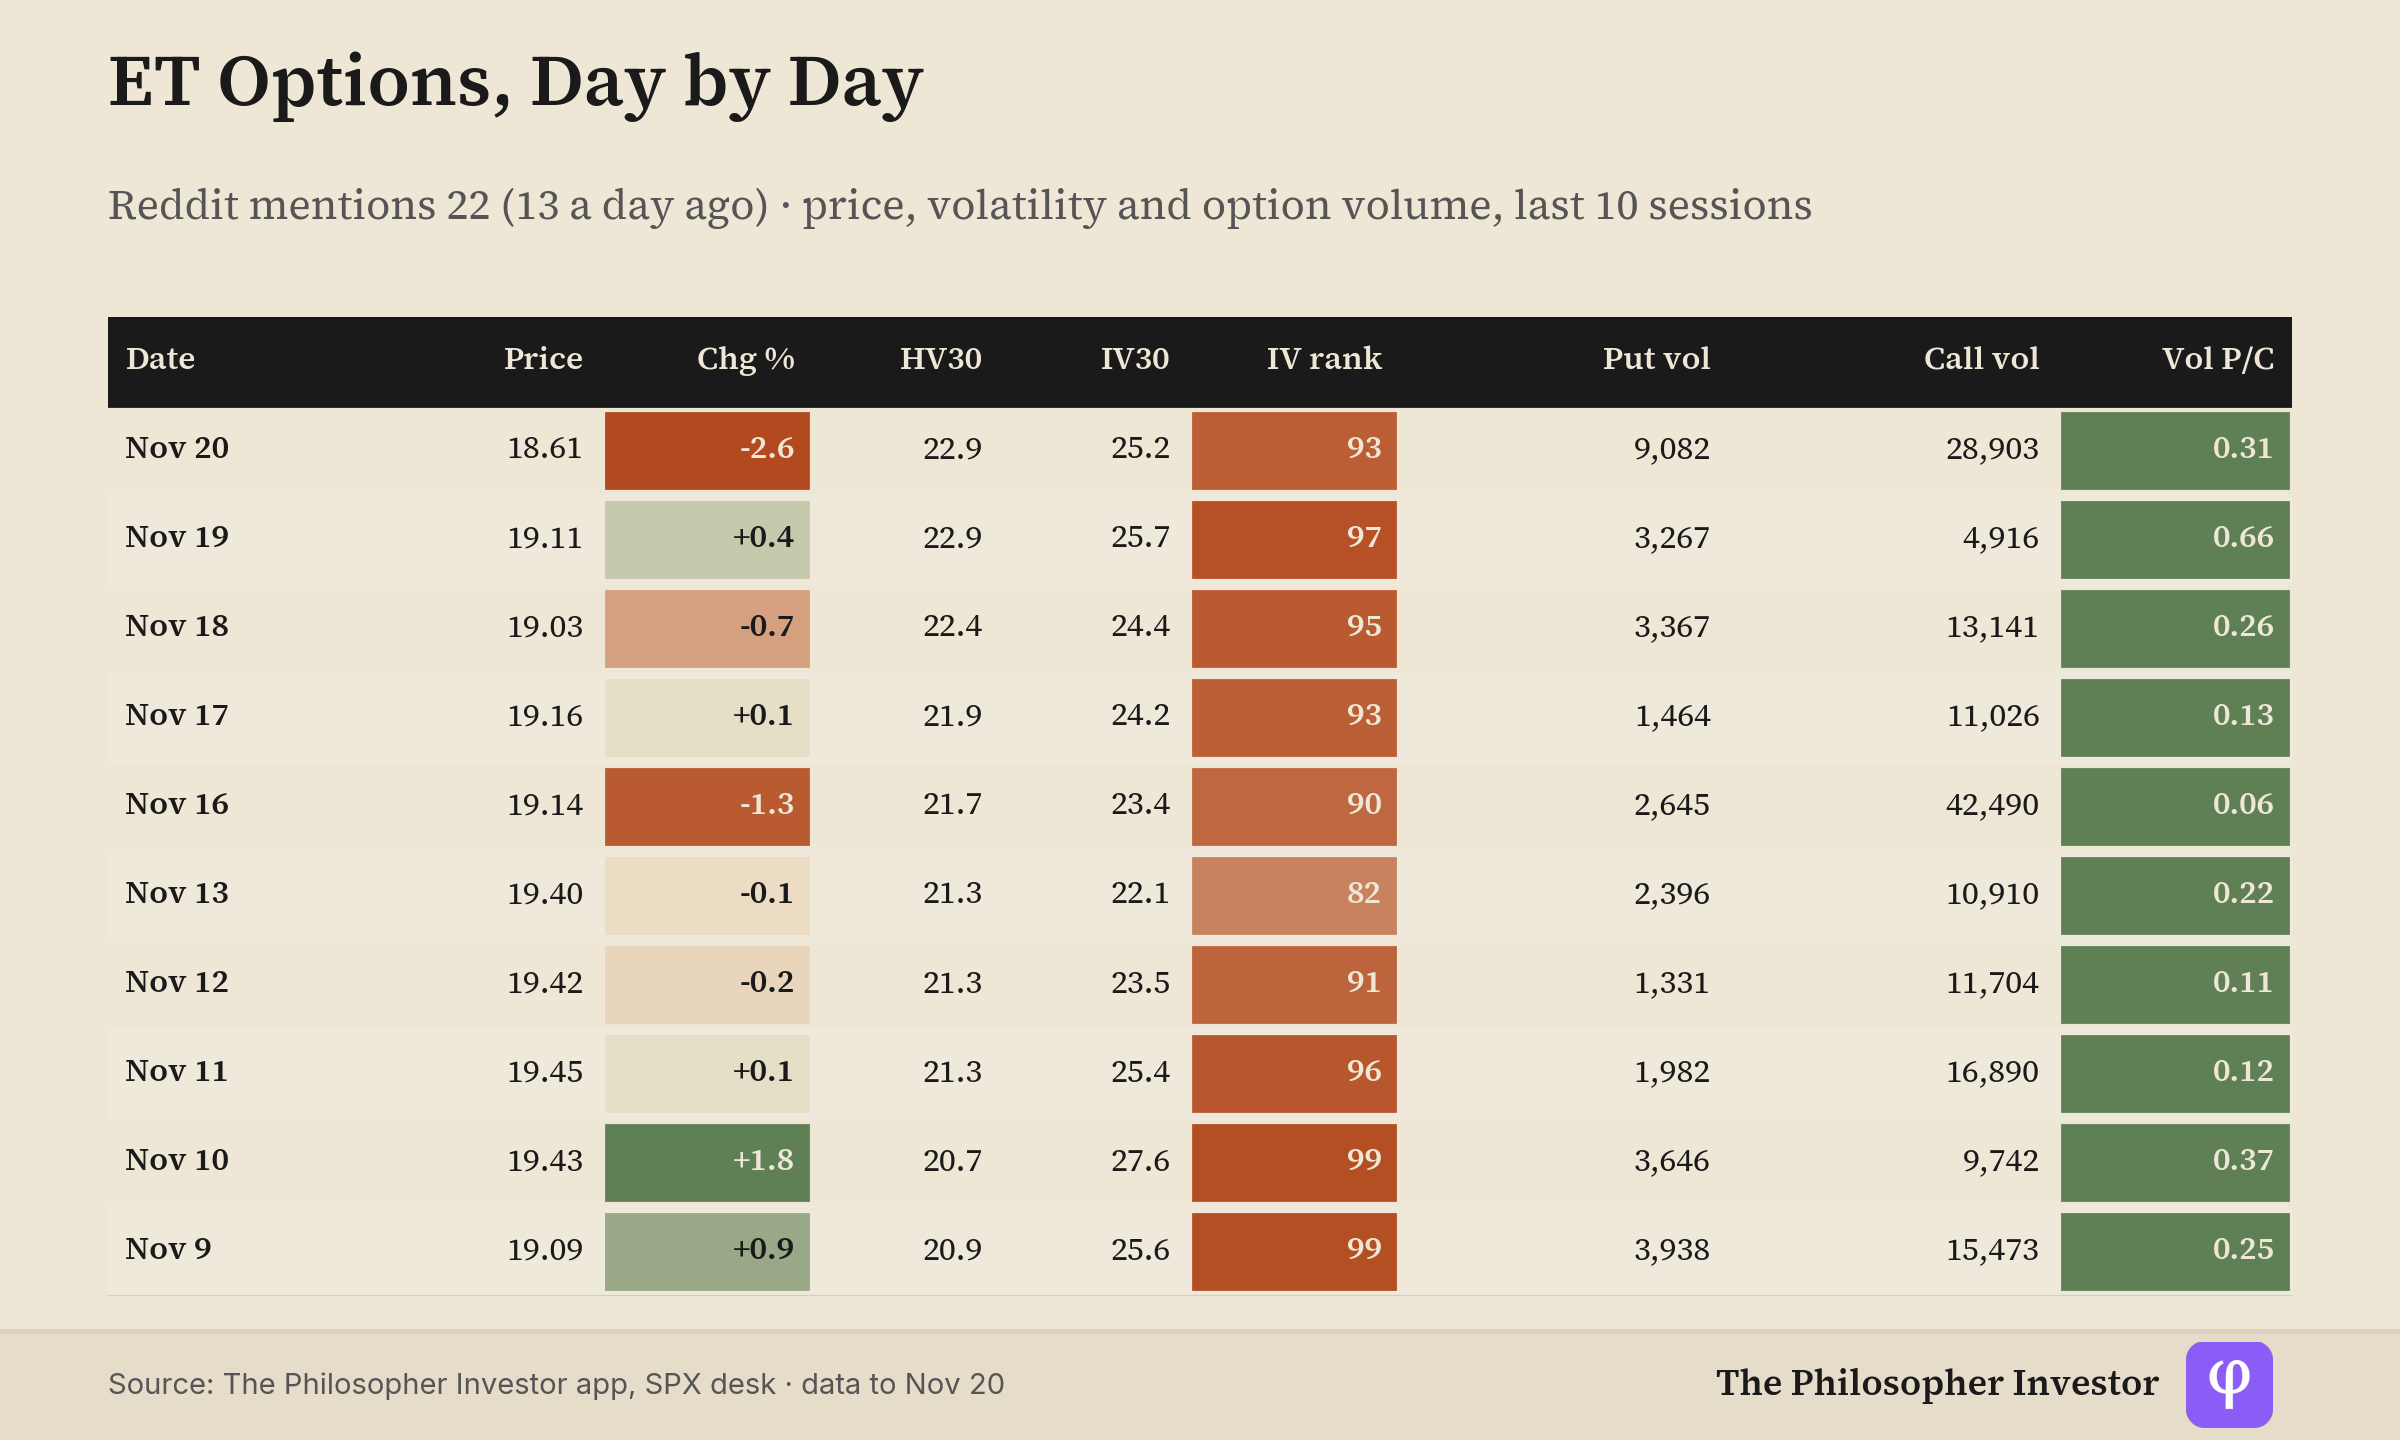 ET Options, Day by Day
Reddit mentions 22 (13 a day ago) · price, volatility and option volume, last 10 sessions
Date Price Chg % HV30 IV30 IV rank Put vol Call vol Vol P/C
Nov 20 18.61 -2.6 22.9 25.2 93 9,082 28,903 0.31
Nov 19 19.11 +0.4 22.9 25.7 97 3,267 4,916 0.66
Nov 18 19.03 -0.7 22.4 24.4 95 3,367 13,141 0.26
Nov 17 19.16 +0.1 21.9 24.2 93 1,464 11,026 0.13
Nov 16 19.14 -1.3 21.7 23.4 90 2,645 42,490 0.06
Nov 13 19.40 -0.1 21.3 22.1 82 2,396 10,910 0.22
Nov 12 19.42 -0.2 21.3 23.5 91 1,331 11,704 0.11
Nov 11 19.45 +0.1 21.3 25.4 96 1,982 16,890 0.12
Nov 10 19.43 +1.8 20.7 27.6 99 3,646 9,742 0.37
Nov 9 19.09 +0.9 20.9 25.6 99 3,938 15,473 0.25
Source: The Philosopher Investor app, SPX desk · data to Nov 20
The Philosopher Investor φ